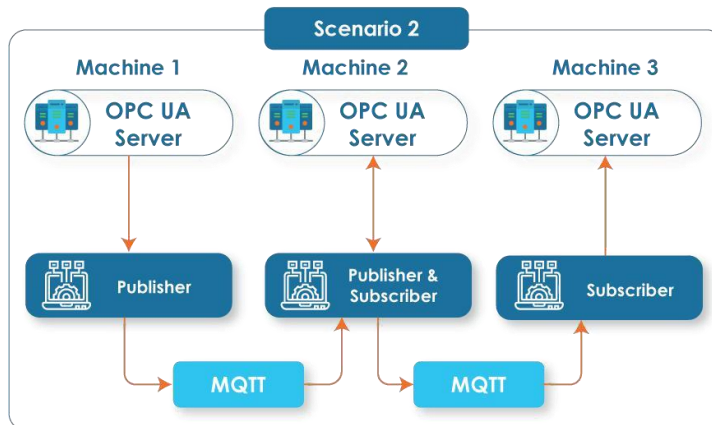 Scenario 2
Machine 1
Machine 2
Machine 3
OPC UA
Server
OPC UA
Server
OPC UA
Server
Publisher
Publisher &
Subscriber
Subscriber
MQTT
MQTT